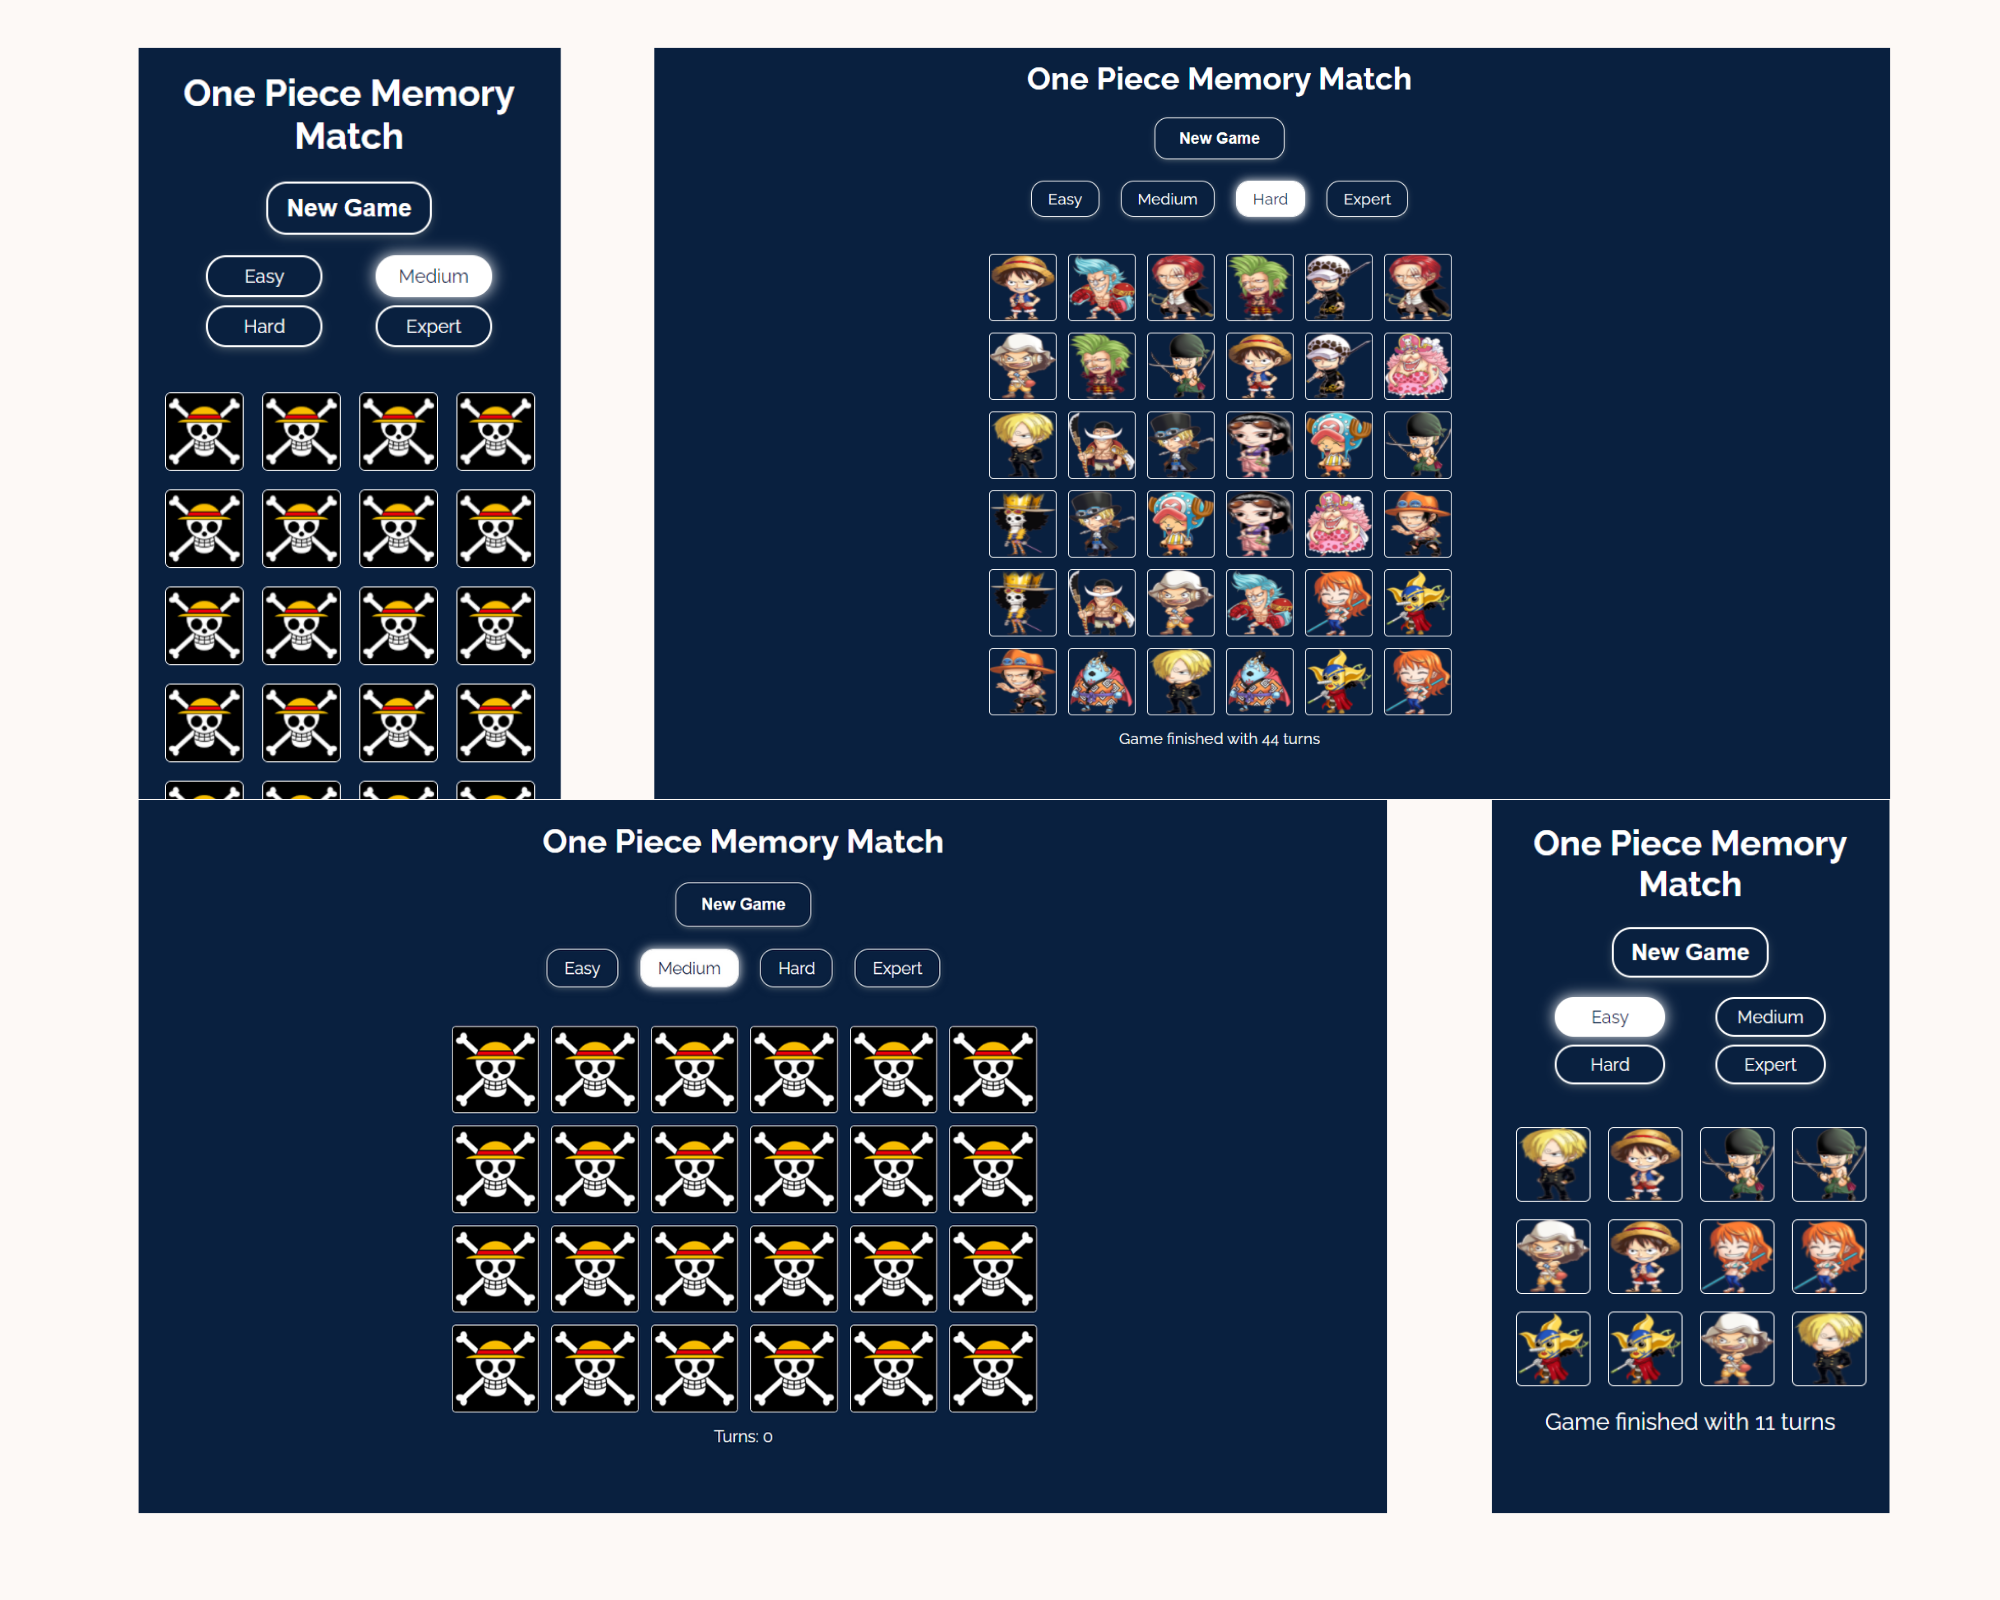 One Piece Memory
Match
New Game
Easy
Medium
Hard
Expert
One Piece Memory Match
New Game
Easy
Medium
Hard
Expert
Game finished with 44 turns
One Piece Memory Match
New Game
Easy
Medium
Hard
Expert
Turns: 0
One Piece Memory
Match
New Game
Easy
Medium
Hard
Expert
Game finished with 11 turns